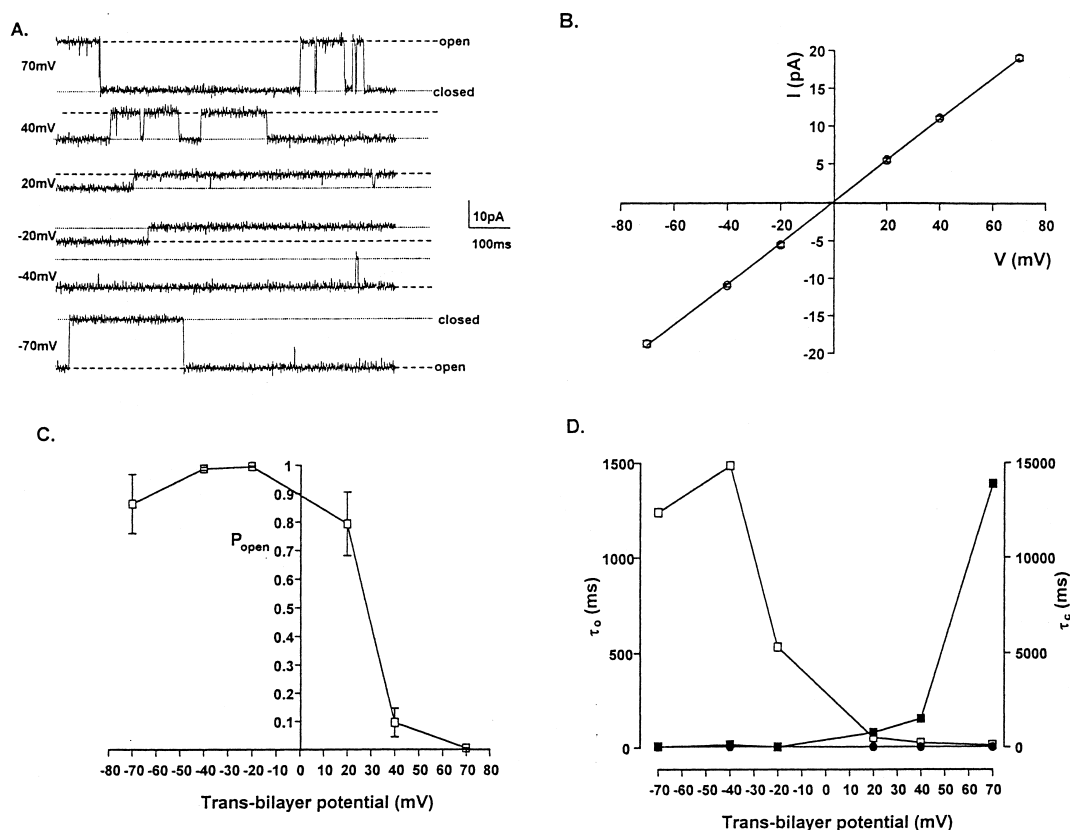 A.
open
70mV
closed
40mV
20mV
-20mV
10pA
100ms
-40mV
closed
-70mV
open
B.
I (pA)
20
15
10
5
-80 -60 -40 -20 20 40 60 80
-5
-10
-15
-20
V (mV)
C.
1
0.9
0.8
Popen
0.7
0.6
0.5
0.4
0.3
0.2
0.1
-80 -70 -60 -50 -40 -30 -20 -10 0 10 20 30 40 50 60 70 80
Trans-bilayer potential (mV)
D.
1500
1000
500
0
τo (ms)
15000
10000
5000
0
τc (ms)
-70 -60 -50 -40 -30 -20 -10 0 10 20 30 40 50 60 70
Trans-bilayer potential (mV)